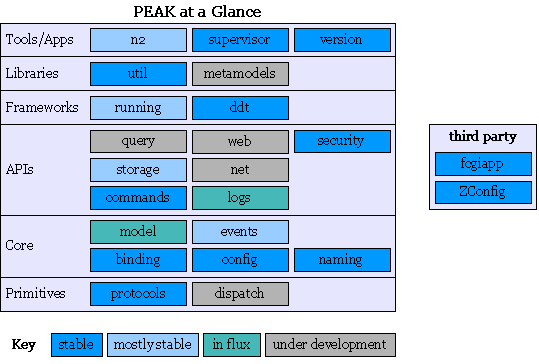 PEAK at a Glance
Tools/Apps n2 supervisor version
Libraries util metamodels
Frameworks running ddt
query web security
APIs storage net
commands logs
model events
Core
binding config naming
Primitives protocols dispatch
third party
fcgiapp
ZConfig
Key stable mostly stable in flux under development